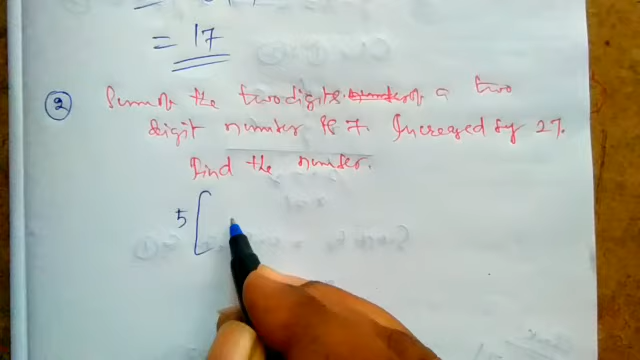 = 17
② Sum of the two digits of a two
digit number is 7. Increased by 27.
Find the number.
5 [